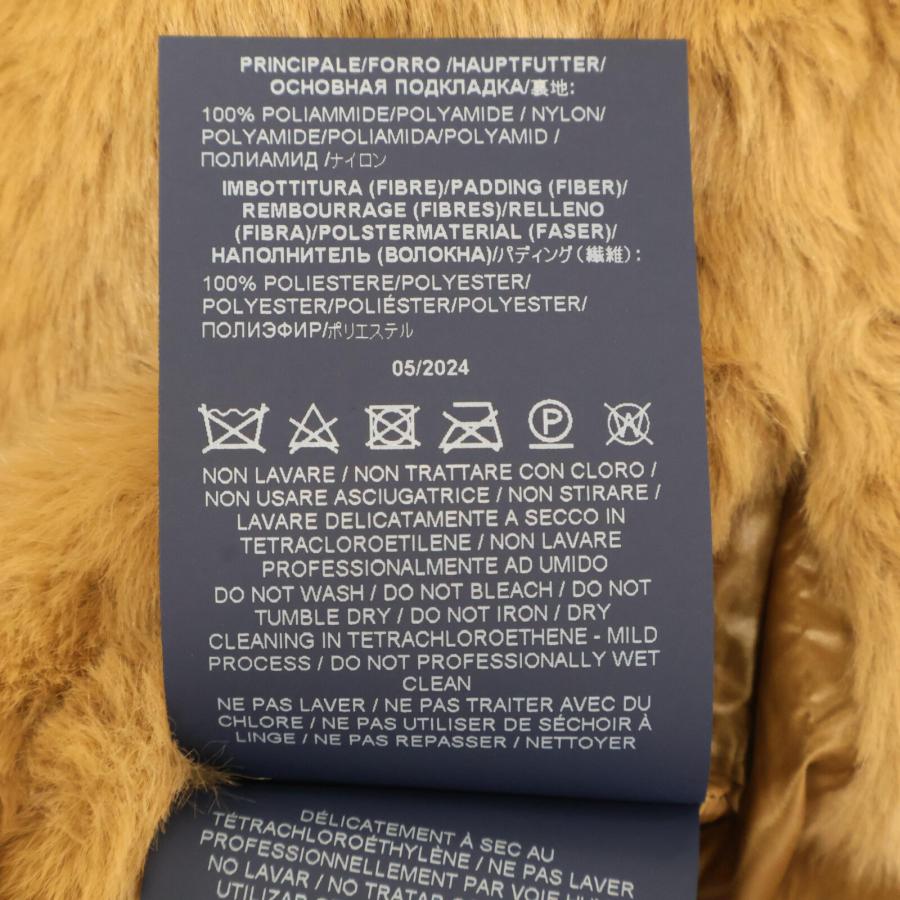 PRINCIPALE/FORRO /HAUPTFUTTER/
ОСНОВНАЯ ПОДКЛАДКА/裏地:
100% POLIAMMIDE/POLYAMIDE / NYLON/
POLYAMIDE/POLIAMIDA/POLYAMID /
ПОЛИАМИД /ナイロン
IMBOTTITURA (FIBRE)/PADDING (FIBER)/
REMBOURRAGE (FIBRES)/RELLENO
(FIBRA)/POLSTERMATERIAL (FASER)/
НАПОЛНИТЕЛЬ (ВОЛОКНА)/パディング(繊維):
100% POLIESTERE/POLYESTER/
POLYESTER/POLIÉSTER/POLYESTER/
ПОЛИЭФИР/ポリエステル
05/2024
P W
NON LAVARE / NON TRATTARE CON CLORO /
NON USARE ASCIUGATRICE / NON STIRARE /
LAVARE DELICATAMENTE A SECCO IN
TETRACLOROETILENE / NON LAVARE
PROFESSIONALMENTE AD UMIDO
DO NOT WASH / DO NOT BLEACH / DO NOT
TUMBLE DRY / DO NOT IRON / DRY
CLEANING IN TETRACHLOROETHENE - MILD
PROCESS / DO NOT PROFESSIONALLY WET
CLEAN
NE PAS LAVER / NE PAS TRAITER AVEC DU
CHLORE / NE PAS UTILISER DE SÉCHOIR À
LINGE / NE PAS REPASSER / NETTOYER
DÉLICATEMENT À SEC AU
TÉTRACHLOROÉTHYLÈNE / NE PAS LAVER
PROFESSIONNELLEMENT PAR VOIE
NO LAVAR / NO TRATAR
UTILIZAR